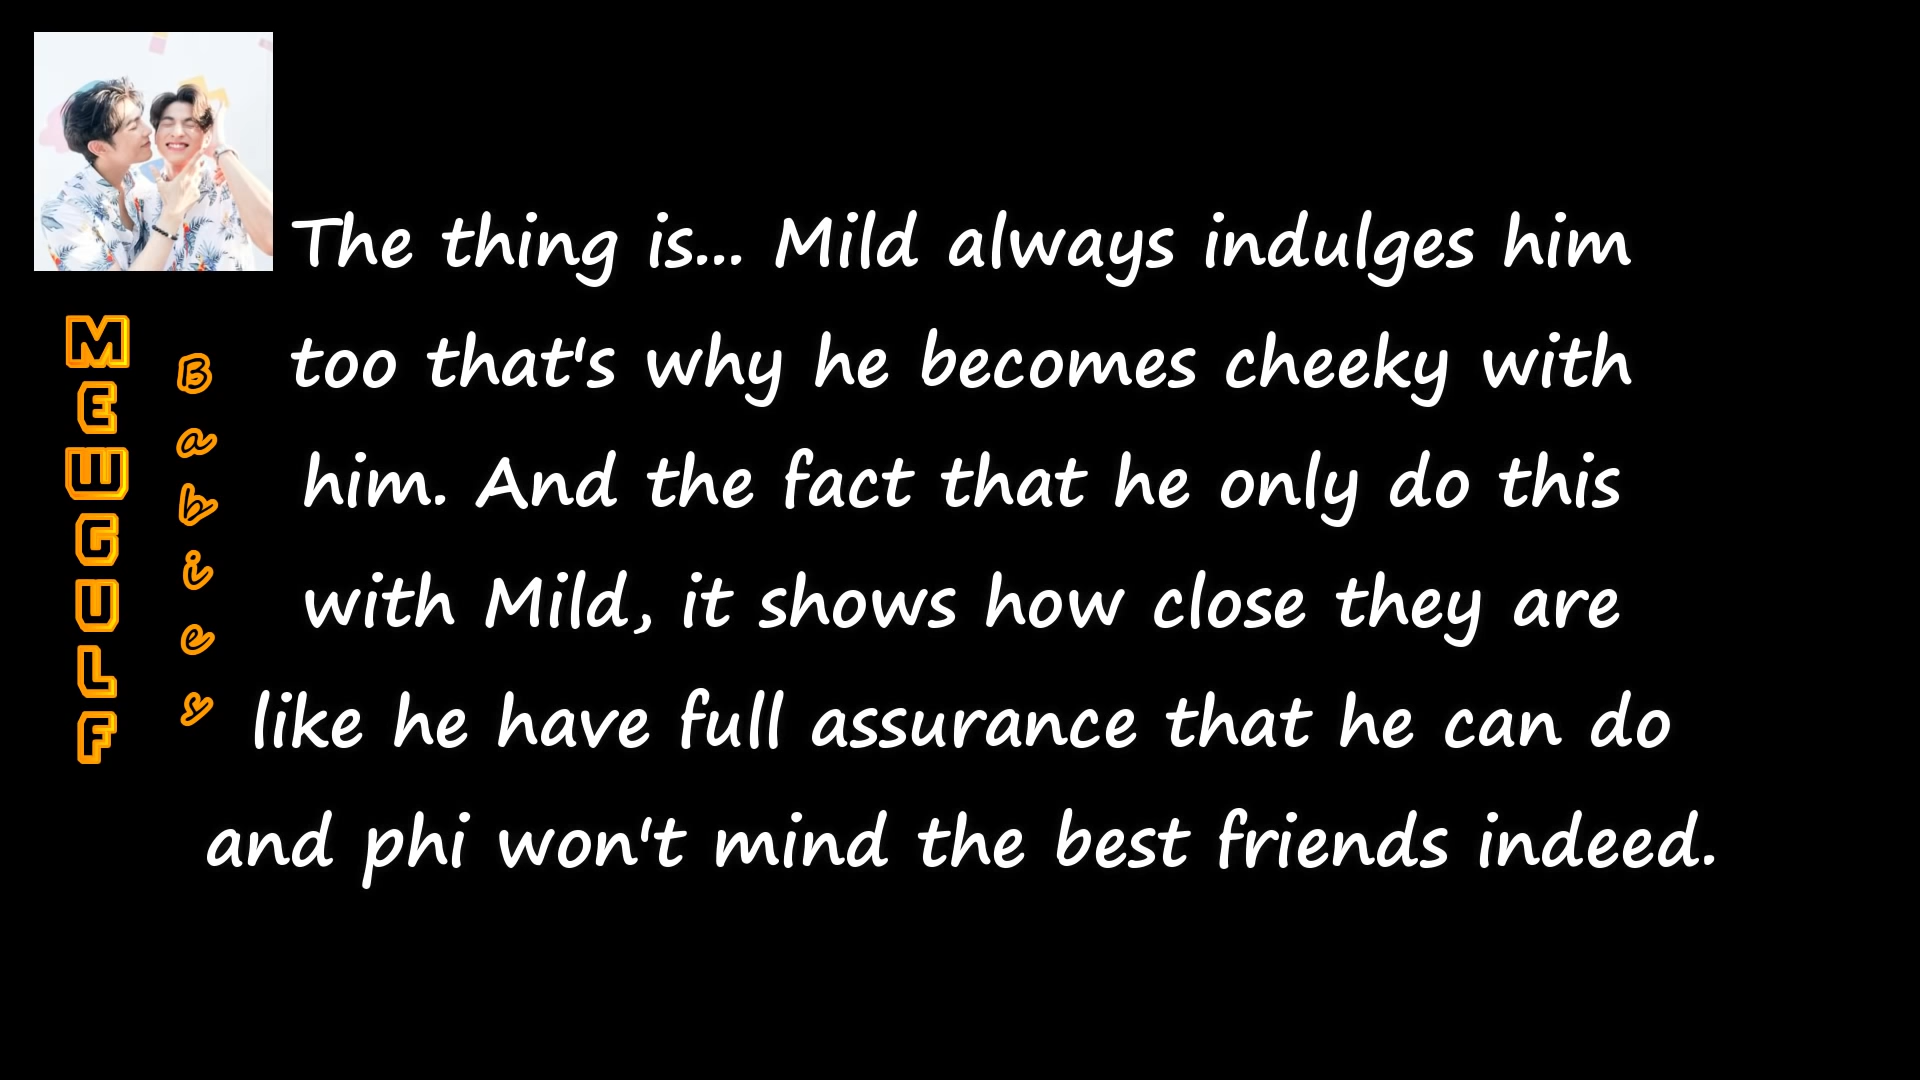 MEWGULF
Babies
The thing is... Mild always indulges him
too that's why he becomes cheeky with
him. And the fact that he only do this
with Mild, it shows how close they are
like he have full assurance that he can do
and phi won't mind the best friends indeed.